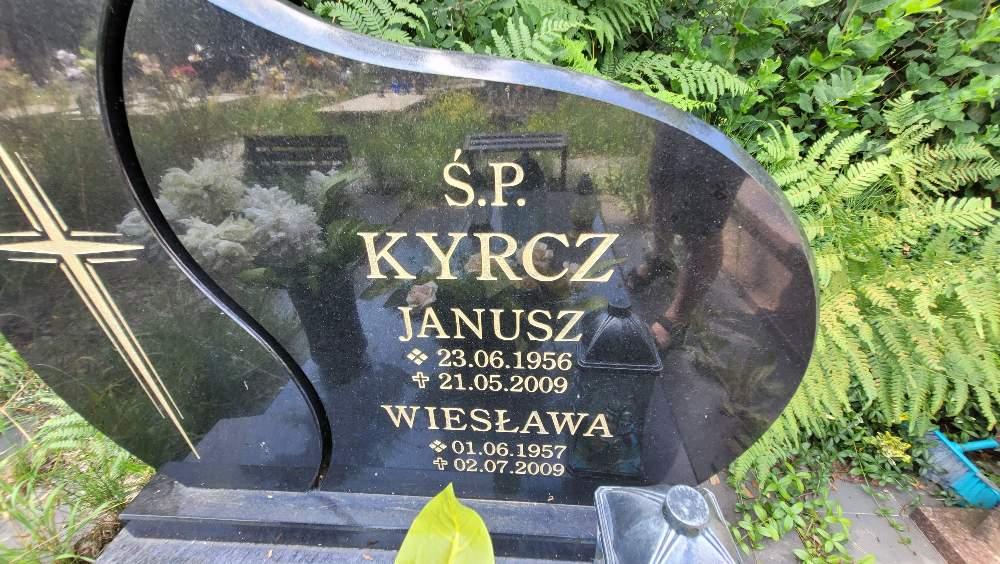 Ś.P.
KYRCZ
JANUSZ
❖ 23.06.1956
✝ 21.05.2009
WIESŁAWA
❖ 01.06.1957
✝ 02.07.2009